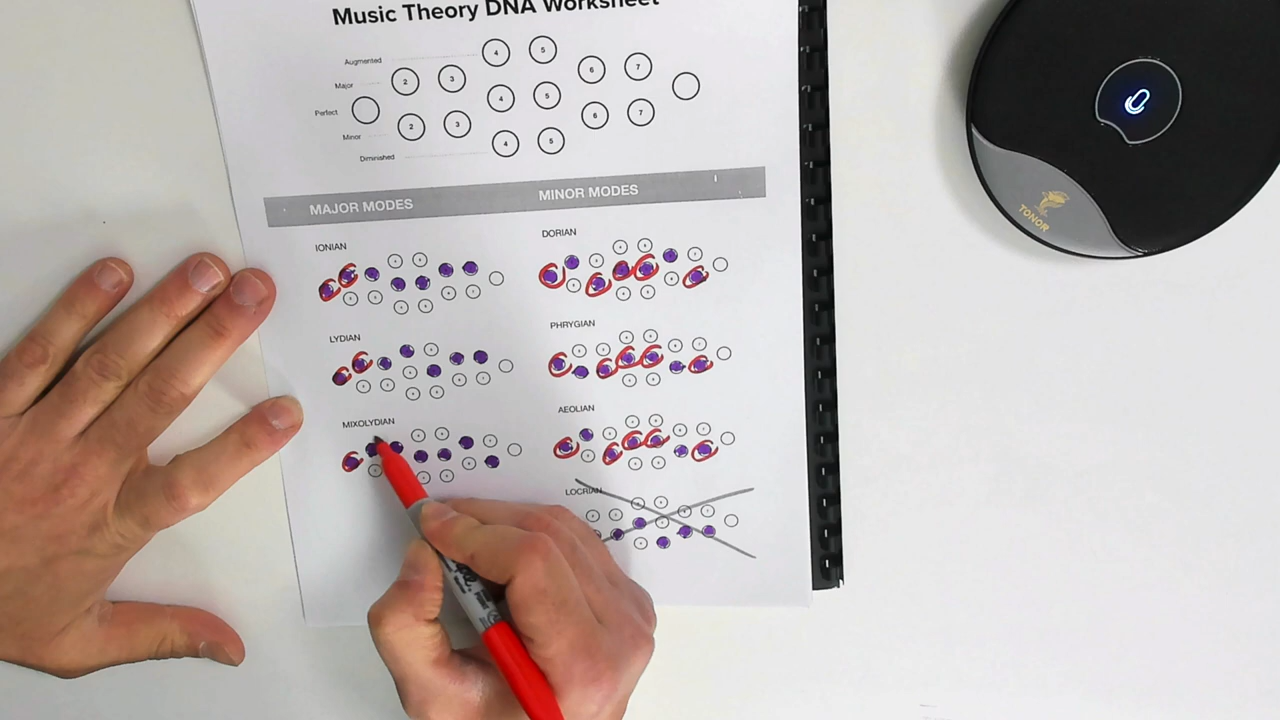 Music Theory DNA Worksheet
Augmented
4 5
Major
2 3 6 7
Perfect
4 5
Minor
2 3 6 7
Diminished
4 5
MAJOR MODES
MINOR MODES
IONIAN
DORIAN
LYDIAN
PHRYGIAN
MIXOLYDIAN
AEOLIAN
LOCRIAN
TONOR